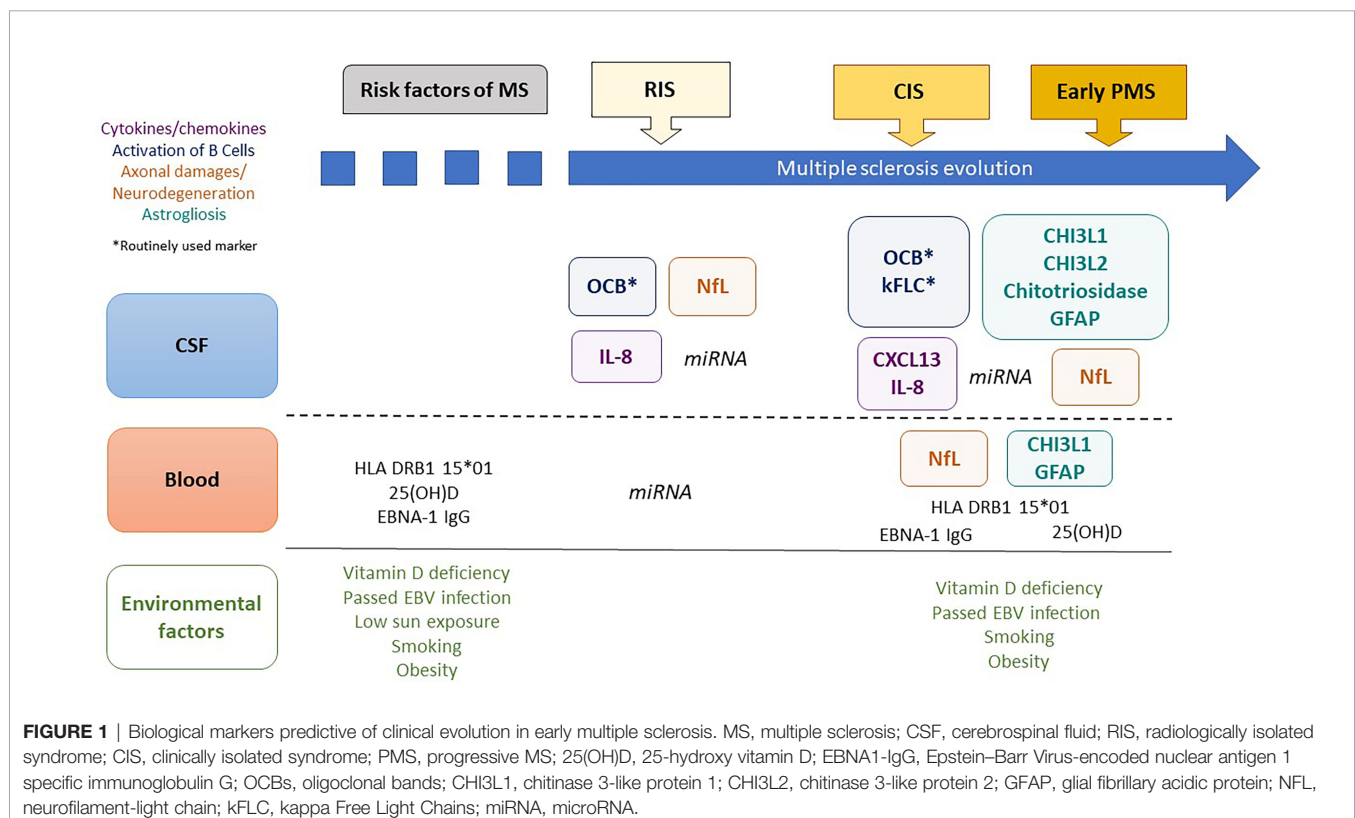 Risk factors of MS
RIS
CIS
Early PMS
Cytokines/chemokines
Activation of B Cells
Axonal damages/
Neurodegeneration
Astrogliosis
*Routinely used marker
Multiple sclerosis evolution
CSF
OCB*
NfL
IL-8
miRNA
OCB*
kFLC*
CHI3L1
CHI3L2
Chitotriosidase
GFAP
CXCL13
IL-8
miRNA
NfL
Blood
HLA DRB1 15*01
25(OH)D
EBNA-1 IgG
miRNA
NfL
CHI3L1
GFAP
HLA DRB1 15*01
EBNA-1 IgG
25(OH)D
Environmental
factors
Vitamin D deficiency
Passed EBV infection
Low sun exposure
Smoking
Obesity
Vitamin D deficiency
Passed EBV infection
Smoking
Obesity
FIGURE 1 | Biological markers predictive of clinical evolution in early multiple sclerosis. MS, multiple sclerosis; CSF, cerebrospinal fluid; RIS, radiologically isolated
syndrome; CIS, clinically isolated syndrome; PMS, progressive MS; 25(OH)D, 25-hydroxy vitamin D; EBNA1-IgG, Epstein–Barr Virus-encoded nuclear antigen 1
specific immunoglobulin G; OCBs, oligoclonal bands; CHI3L1, chitinase 3-like protein 1; CHI3L2, chitinase 3-like protein 2; GFAP, glial fibrillary acidic protein; NFL,
neurofilament-light chain; kFLC, kappa Free Light Chains; miRNA, microRNA.